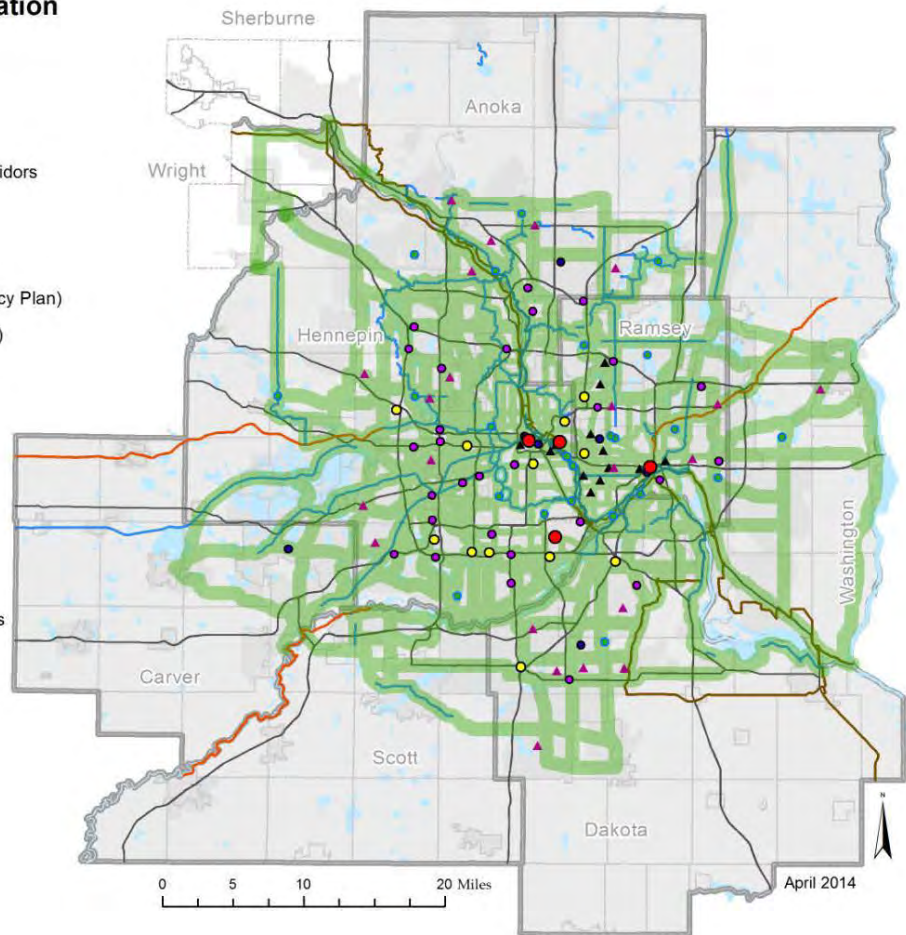 ation
Sherburne
Anoka
idors
Wright
cy Plan)
)
Hennepin
Ramsey
Washington
s
Carver
Scott
Dakota
N
0 5 10 20 Miles
April 2014